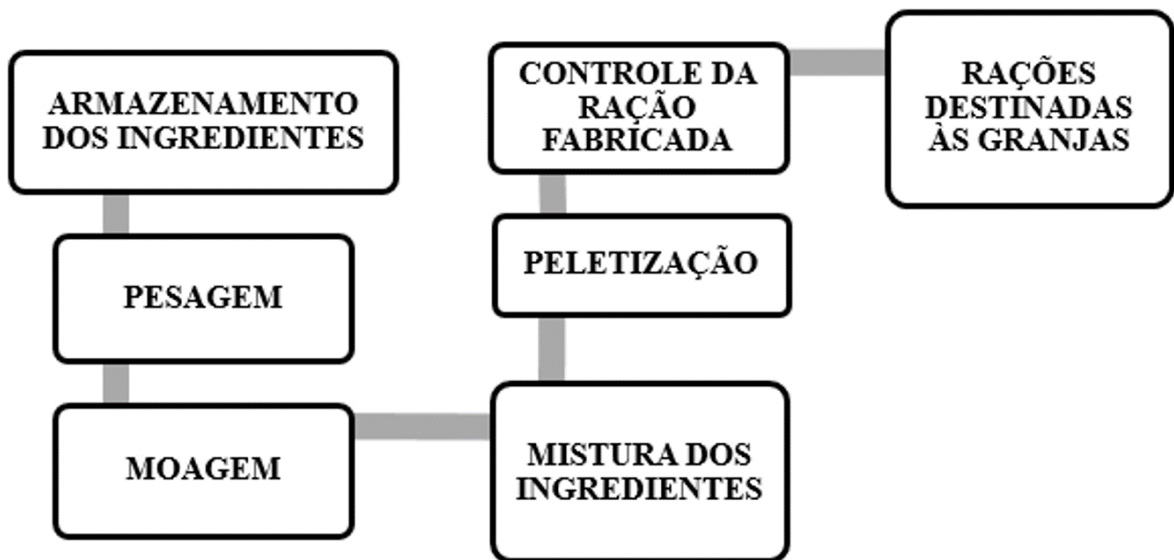 ARMAZENAMENTO
DOS INGREDIENTES
PESAGEM
MOAGEM
MISTURA DOS
INGREDIENTES
PELETIZAÇÃO
CONTROLE DA
RAÇÃO
FABRICADA
RAÇÕES
DESTINADAS
ÀS GRANJAS